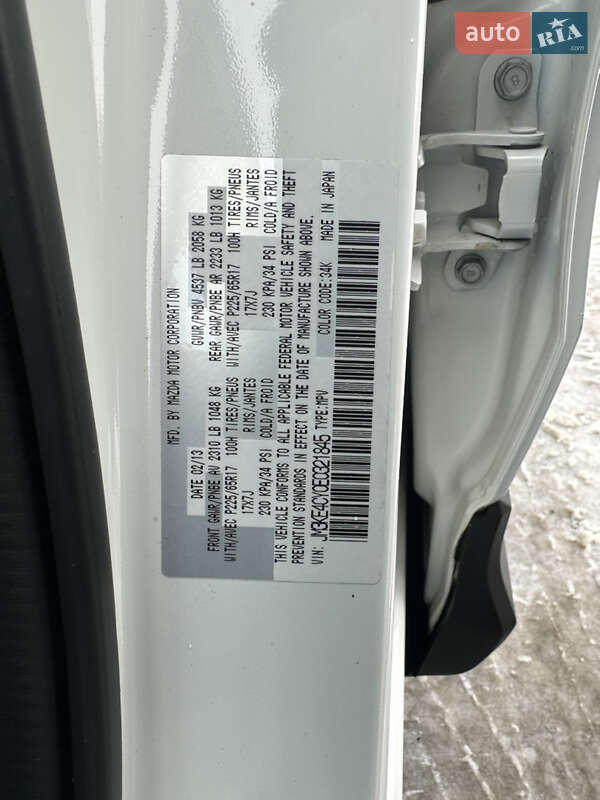 auto RIA.com
MFD. BY MAZDA MOTOR CORPORATION
DATE 02/13 GVWR/PNBV 4537 LB 2058 KG
FRONT GAWR/PNBE AV 2310 LB 1048 KG REAR GAWR/PNBE AR 2233 LB 1013 KG
WITH/AVEC P225/65R17 100H TIRES/PNEUS WITH/AVEC P225/65R17 100H TIRES/PNEUS
17X7J RIMS/JANTES 17X7J RIMS/JANTES
230 KPA/34 PSI COLD/A FROID 230 KPA/34 PSI COLD/A FROID
THIS VEHICLE CONFORMS TO ALL APPLICABLE FEDERAL MOTOR VEHICLE SAFETY AND THEFT
PREVENTION STANDARDS IN EFFECT ON THE DATE OF MANUFACTURE SHOWN ABOVE.
VIN: JM3KE4CY0E0321845 TYPE:MPV COLOR CODE:34K MADE IN JAPAN